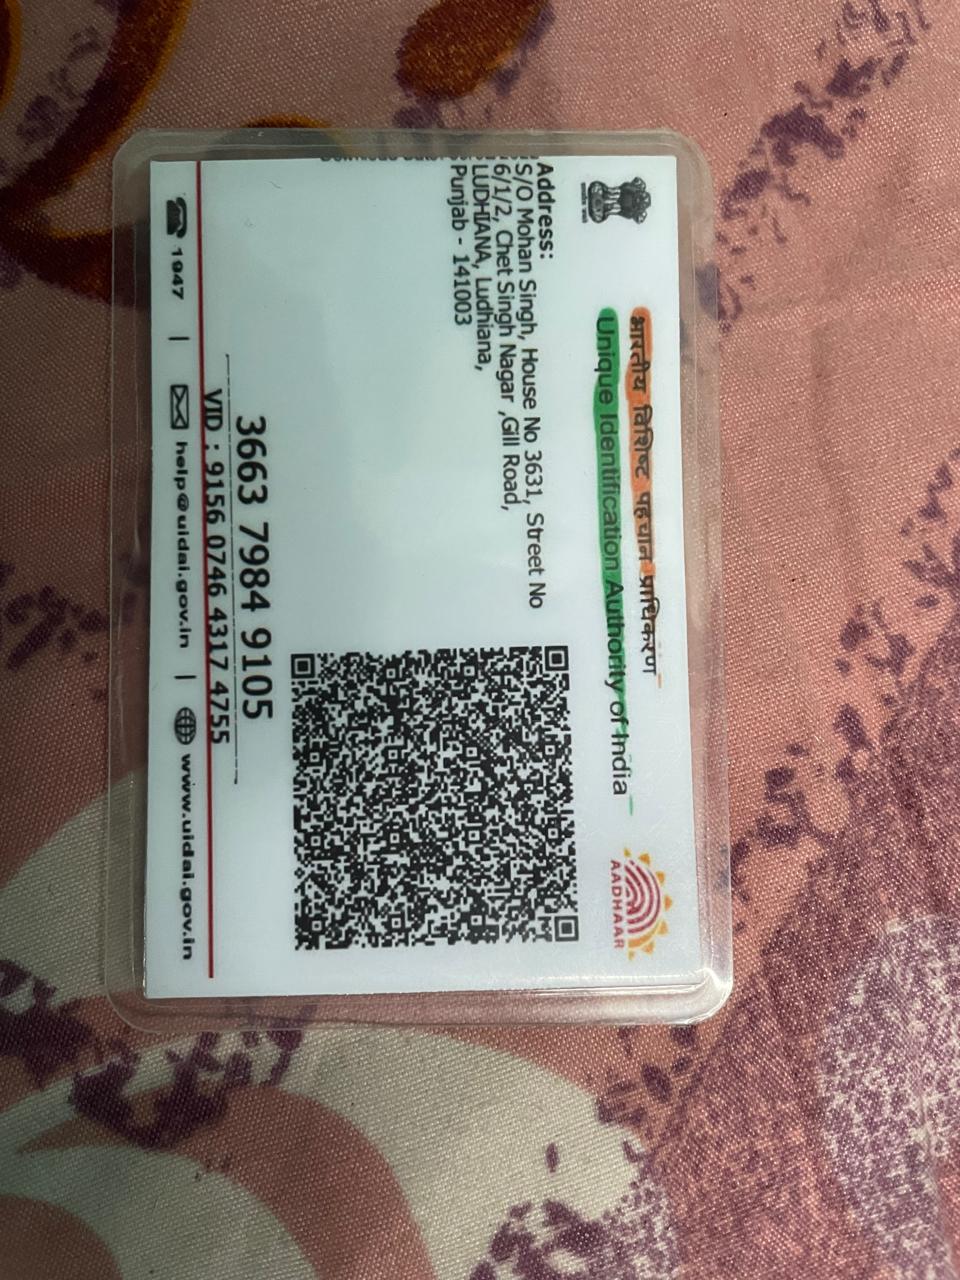 भारतीय विशिष्ट पहचान प्राधिकरण
Unique Identification Authority of India
AADHAAR
Address:
S/O Mohan Singh, House No 3631, Street No
6/1/2, Chet Singh Nagar ,Gill Road,
LUDHIANA, Ludhiana,
Punjab - 141003
3663 7984 9105
VID : 9156 0746 4317 4755
1947 | help@uidai.gov.in | www.uidai.gov.in